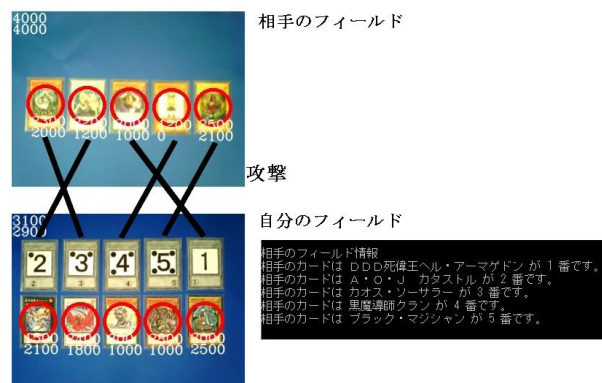 4000
4000
相手のフィールド
2200
2500
2000
1200
1000
0
2100
攻撃
3100
2900
自分のフィールド
2 3 4 5 1
2 3 4 5 1
2100 1800 1000 1000 2500
相手のフィールド情報
相手のカードは DDD死偉王ヘル・アーマゲドン が 1 番です。
相手のカードは A・O・J カタストル が 2 番です。
相手のカードは カオス・ソーサラー が 3 番です。
相手のカードは 黒魔導師クラン が 4 番です。
相手のカードは ブラック・マジシャン が 5 番です。